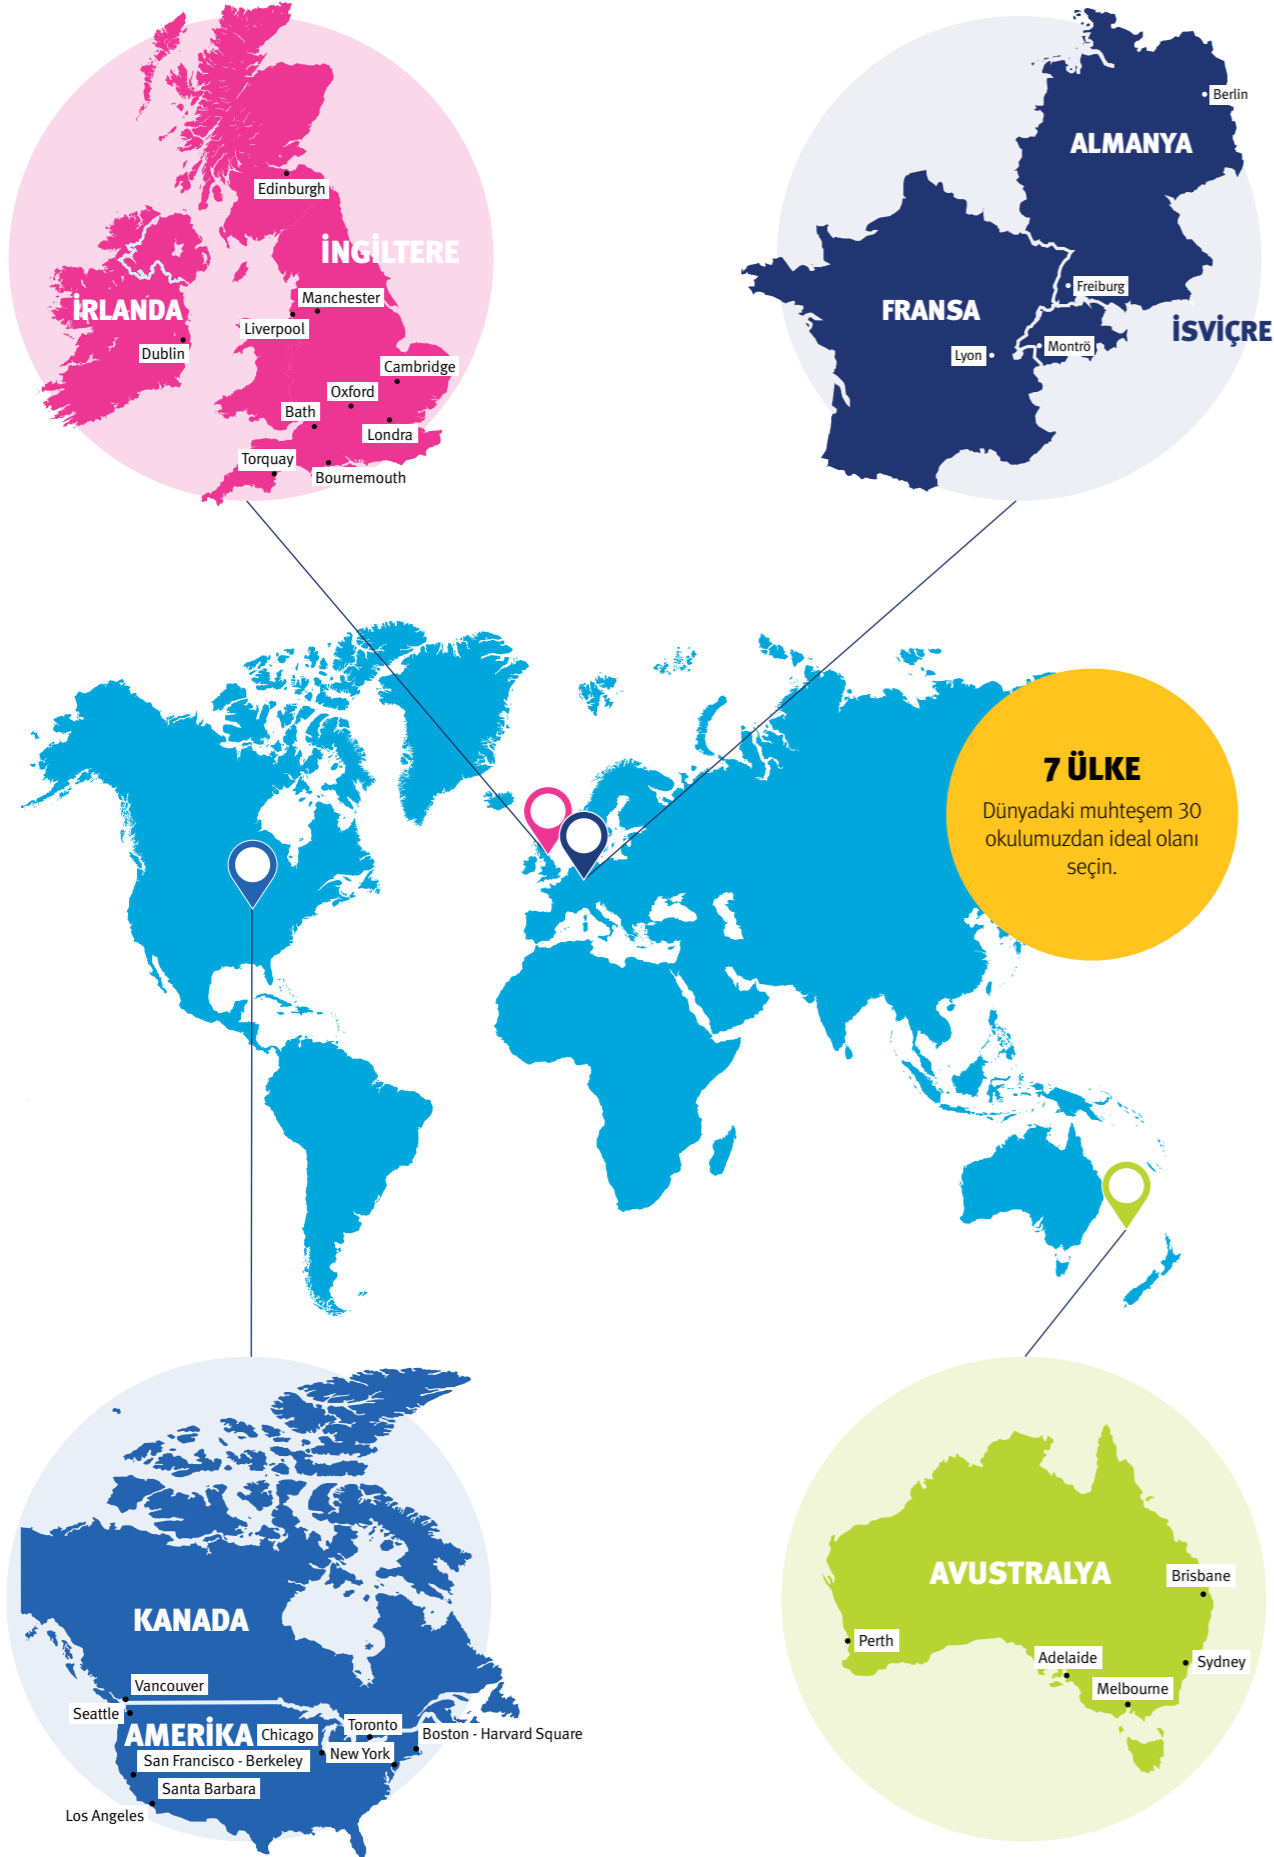 Edinburgh
İNGİLTERE
İRLANDA
Manchester
Liverpool
Dublin
Cambridge
Oxford
Bath
Londra
Torquay
Bournemouth
Berlin
ALMANYA
Freiburg
FRANSA
İSVİÇRE
Montrö
Lyon
7 ÜLKE
Dünyadaki muhteşem 30
okulumuzdan ideal olanı
seçin.
KANADA
Vancouver
Seattle
AMERİKA
Chicago
Toronto
Boston - Harvard Square
New York
San Francisco - Berkeley
Santa Barbara
Los Angeles
AVUSTRALYA
Brisbane
Perth
Adelaide
Sydney
Melbourne